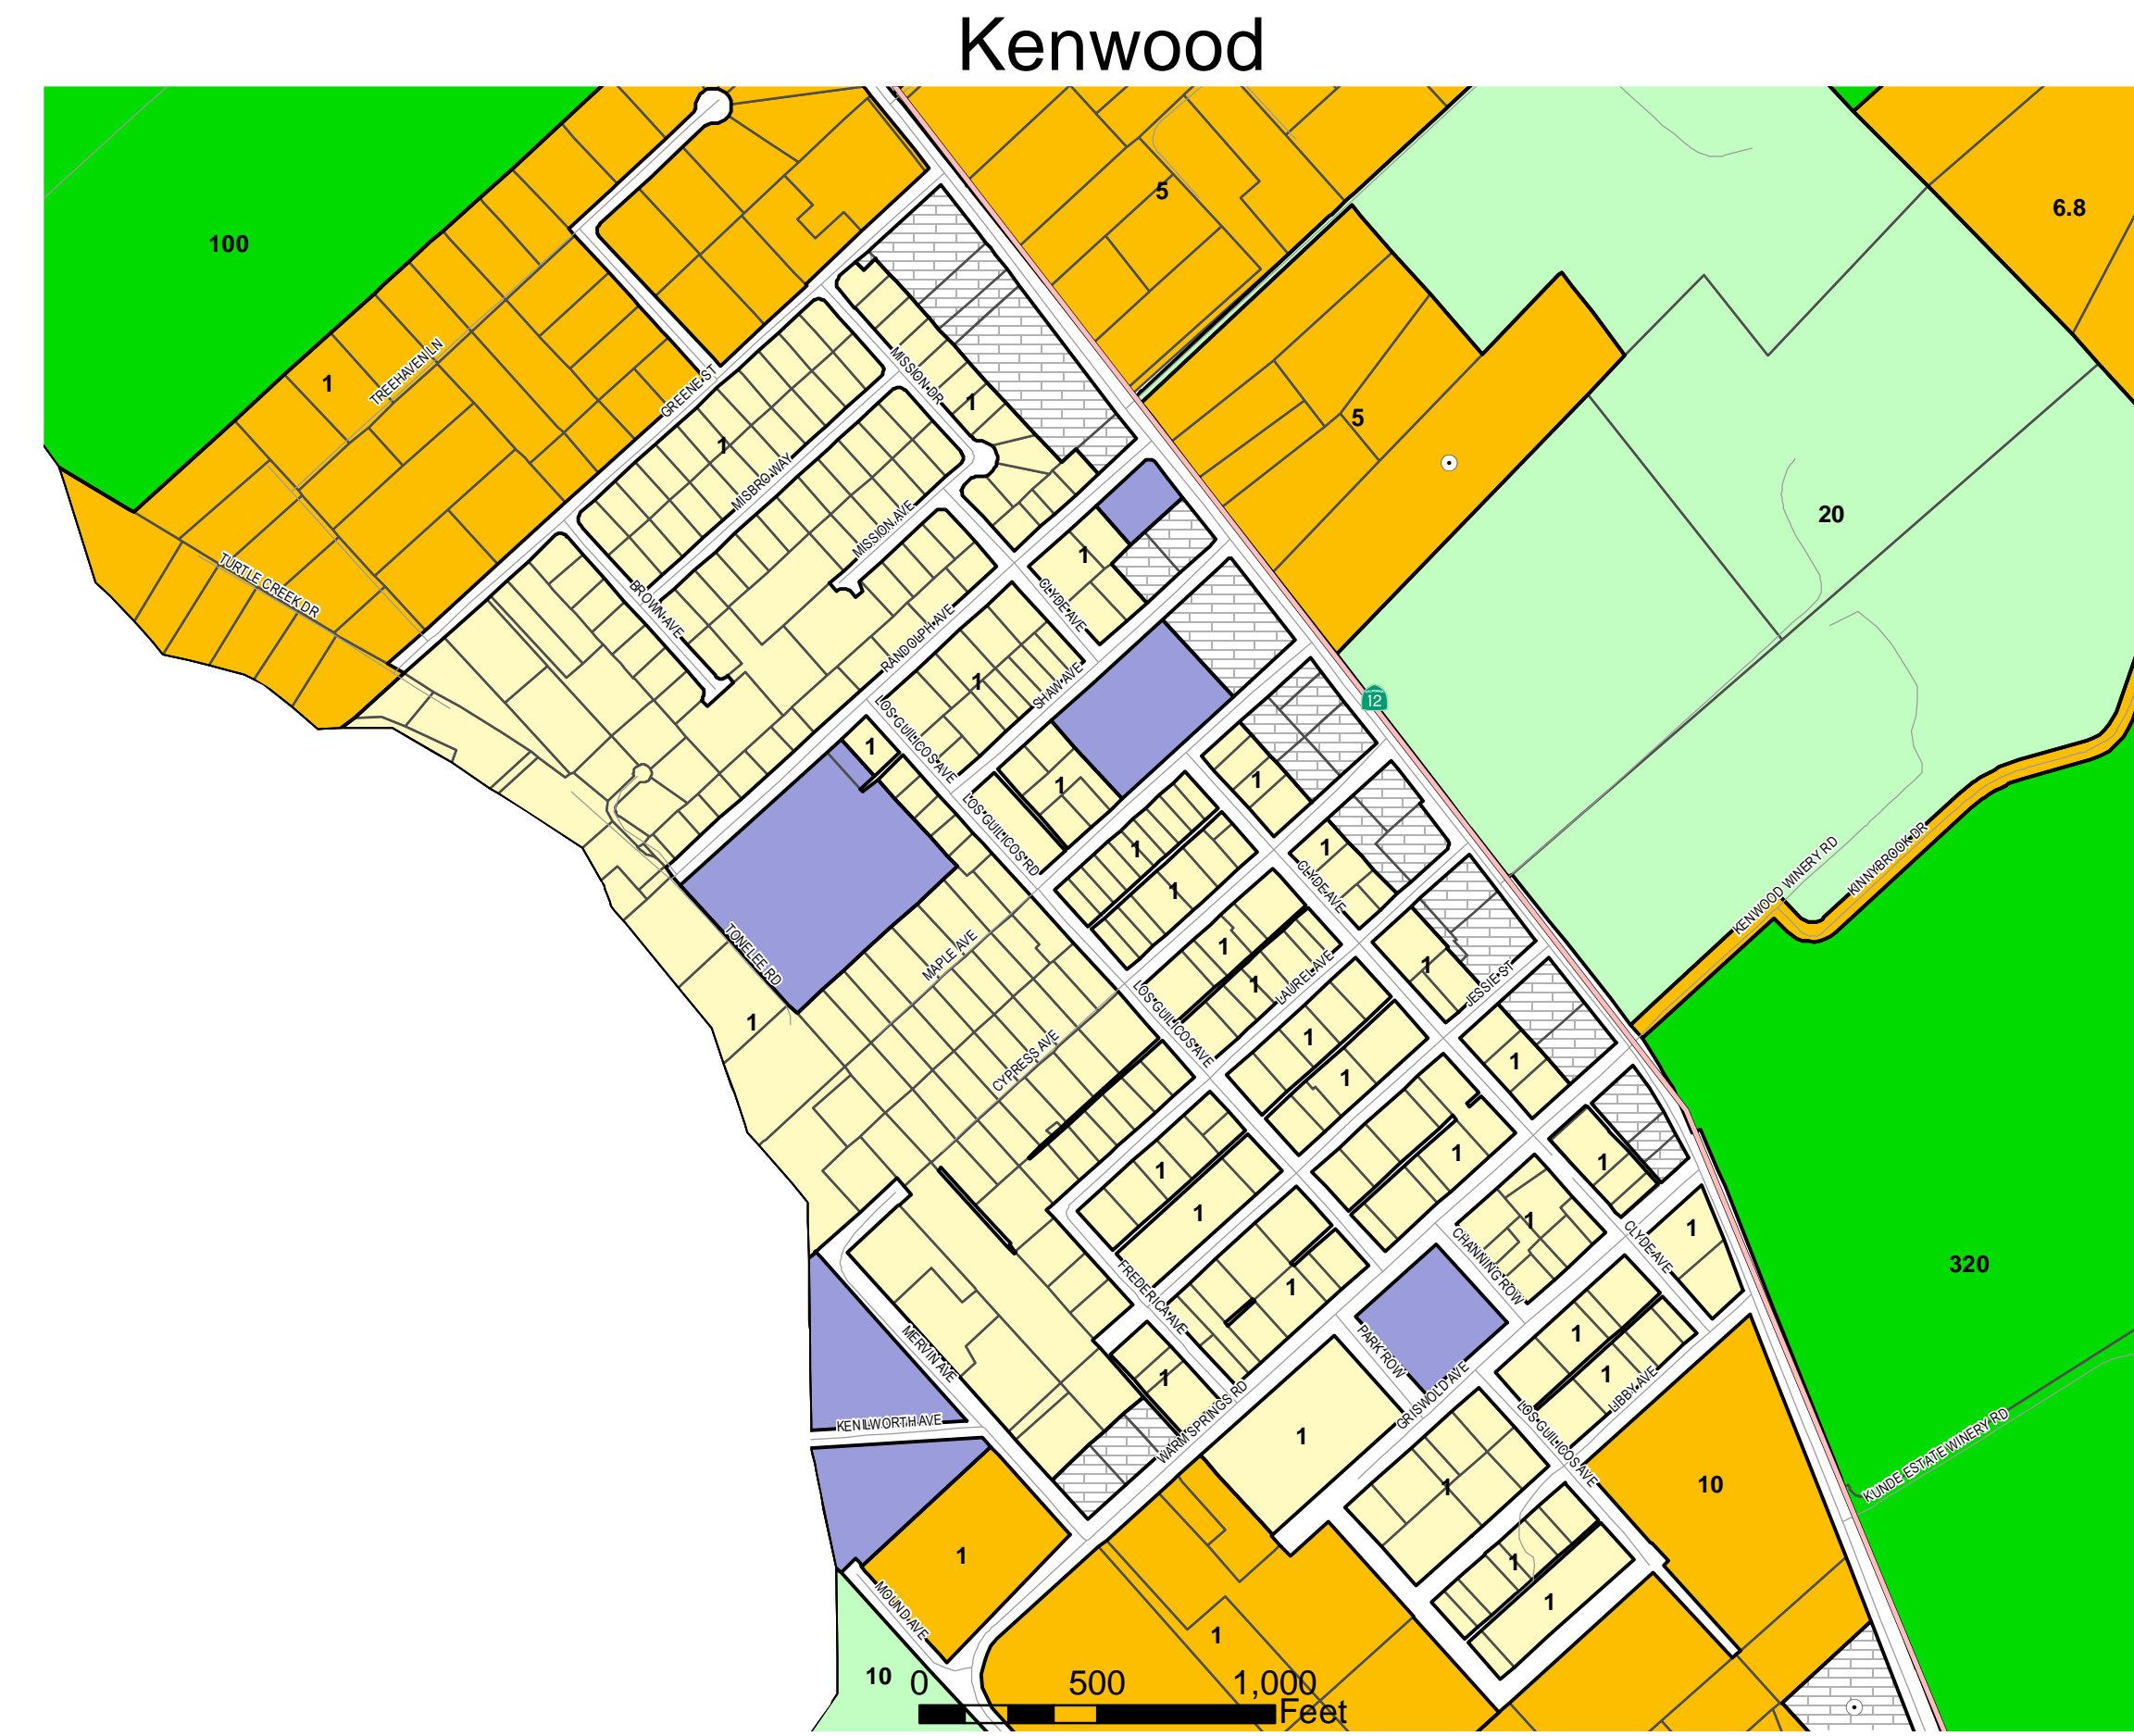 Kenwood
5
6.8
100
1
TREEHAVEN LN
GREENE ST
MISSION DR
1
5
1
MISBRO WAY
MISSION AVE
20
1
TURTLE CREEK DR
BROWN AVE
CLYDE AVE
RANDOLPH AVE
1
SHAW AVE
12
LOS GUILICOS AVE
1
1
1
LOS GUILICOS RD
1
1
1
CLYDE AVE
KENWOOD WINERY RD
KINNYBROOK DR
MAPLE AVE
TONELEE RD
1
1
LAUREL AVE
1
JESSIE ST
1
LOS GUILICOS AVE
1
1
1
CYPRESS AVE
1
1
1
1
1
1
CHANNING ROW
CLYDE AVE
1
320
FREDERICA AVE
1
MERVIN AVE
PARK ROW
1
1
1
GRISWOLD AVE
LIBBY AVE
KENILWORTH AVE
WARM SPRINGS RD
1
LOS GUILICOS AVE
KUNDE ESTATE WINERY RD
1
10
1
1
1
MOUND AVE
1
10
0 500 1,000
Feet